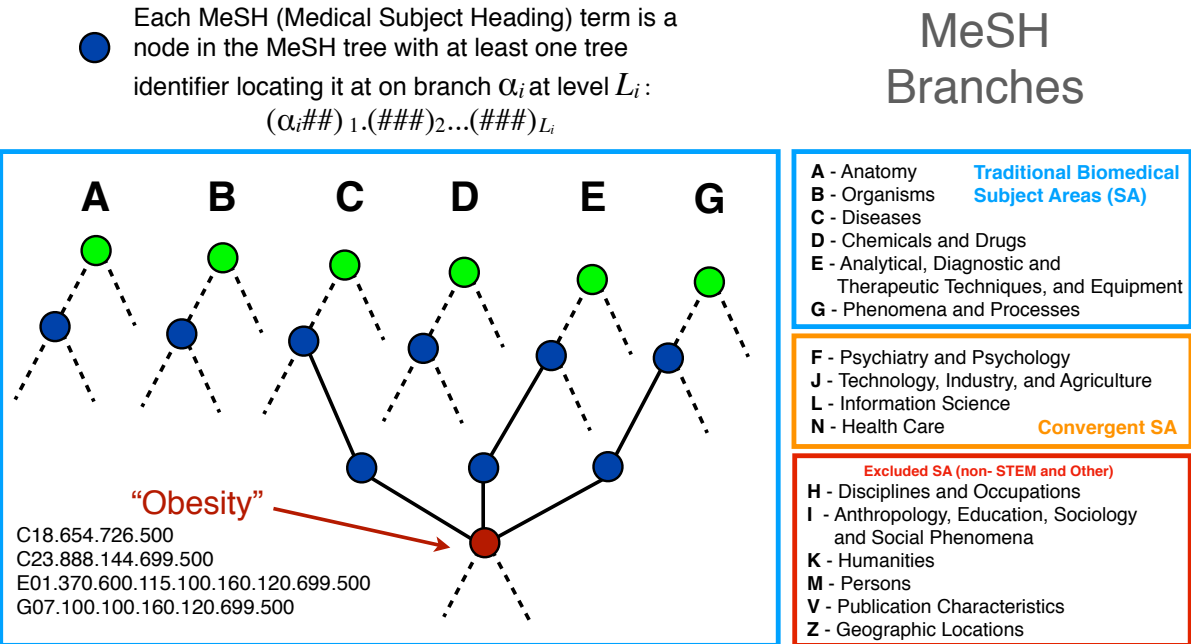 Each MeSH (Medical Subject Heading) term is a
node in the MeSH tree with at least one tree
identifier locating it at on branch αi at level Li :
(αi##) 1.(###)2...(###)Li
MeSH
Branches
A B C D E G
"Obesity"
C18.654.726.500
C23.888.144.699.500
E01.370.600.115.100.160.120.699.500
G07.100.100.160.120.699.500
Traditional Biomedical
Subject Areas (SA)
A - Anatomy
B - Organisms
C - Diseases
D - Chemicals and Drugs
E - Analytical, Diagnostic and
Therapeutic Techniques, and Equipment
G - Phenomena and Processes
F - Psychiatry and Psychology
J - Technology, Industry, and Agriculture
L - Information Science
N - Health Care
Convergent SA
Excluded SA (non- STEM and Other)
H - Disciplines and Occupations
I - Anthropology, Education, Sociology
and Social Phenomena
K - Humanities
M - Persons
V - Publication Characteristics
Z - Geographic Locations